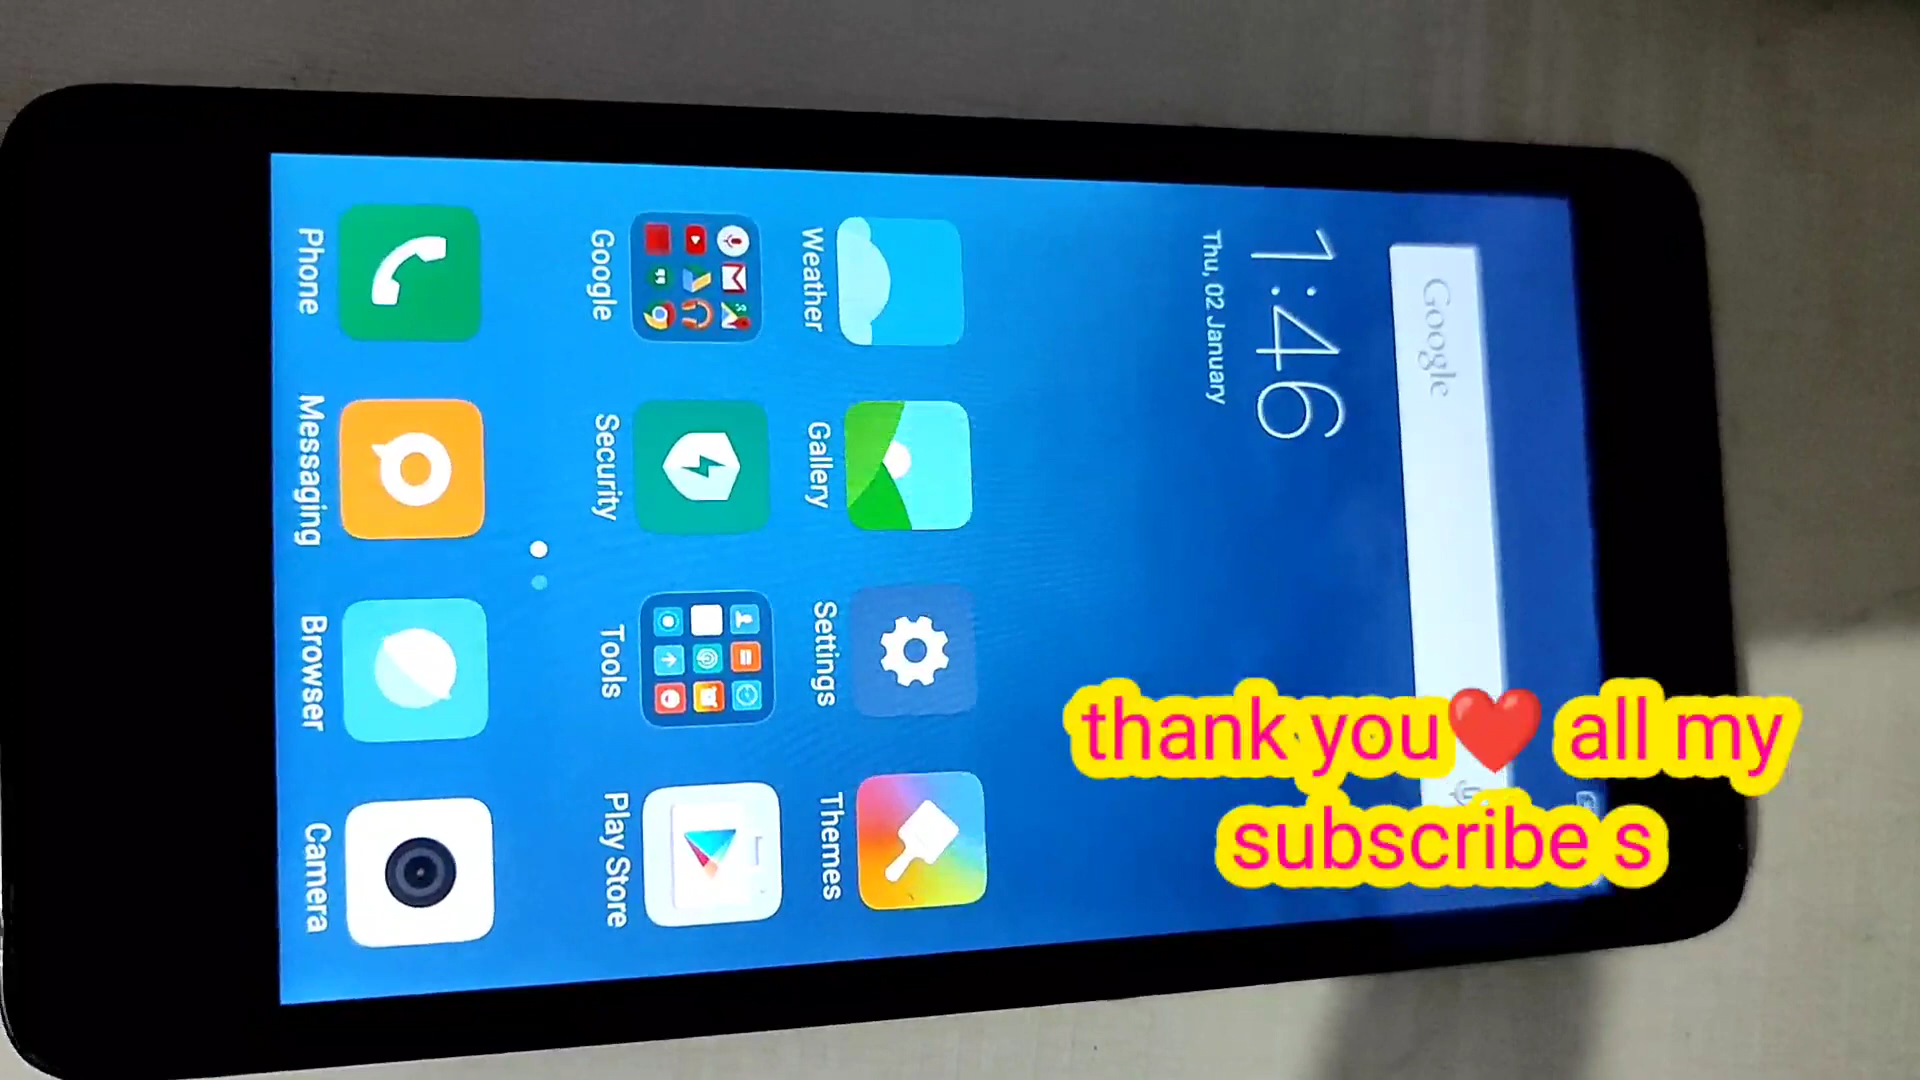 Google
1:46
Thu, 02 January
Weather
Gallery
Settings
Themes
Google
Security
Tools
Play Store
Phone
Messaging
Browser
Camera
thank you❤️ all my
subscribe s